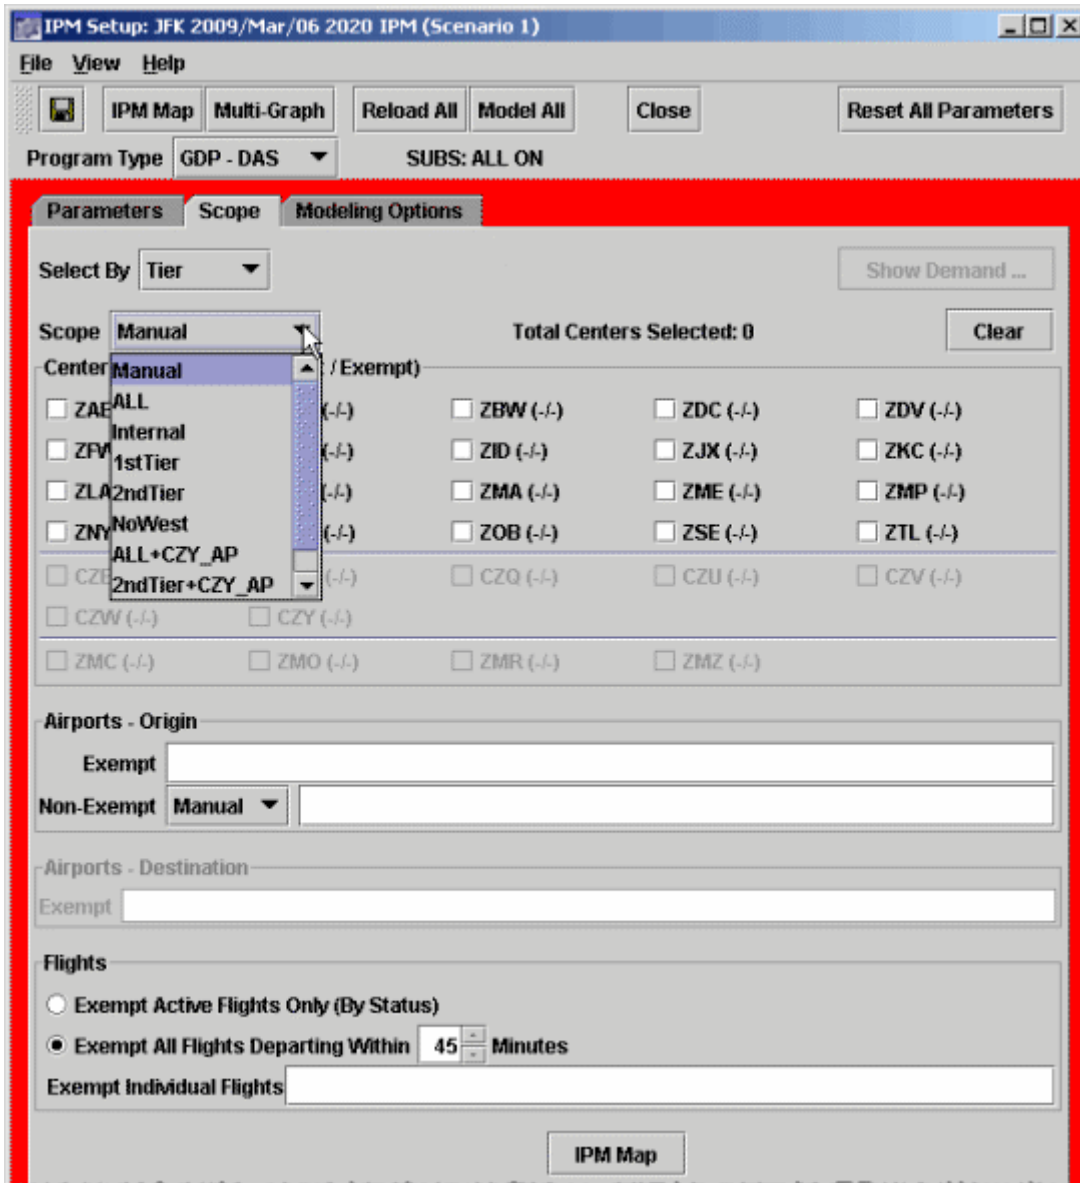 IPM Setup: JFK 2009/Mar/06 2020 IPM (Scenario 1)
File View Help
IPM Map Multi-Graph Reload All Model All Close Reset All Parameters
Program Type GDP - DAS SUBS: ALL ON
Parameters Scope Modeling Options
Select By Tier Show Demand ...
Scope Manual Total Centers Selected: 0 Clear
Center / Exempt)
Manual
ALL
Internal
1stTier
2ndTier
NoWest
ALL+CZY_AP
2ndTier+CZY_AP
(-/-) ZBW (-/-) ZDC (-/-) ZDV (-/-)
(-/-) ZID (-/-) ZJX (-/-) ZKC (-/-)
ZLA (-/-) ZMA (-/-) ZME (-/-) ZMP (-/-)
ZNY (-/-) ZOB (-/-) ZSE (-/-) ZTL (-/-)
(-/-) CZQ (-/-) CZU (-/-) CZV (-/-)
CZW (-/-) CZY (-/-)
ZMC (-/-) ZMO (-/-) ZMR (-/-) ZMZ (-/-)
Airports - Origin
Exempt
Non-Exempt Manual
Airports - Destination
Exempt
Flights
Exempt Active Flights Only (By Status)
Exempt All Flights Departing Within 45 Minutes
Exempt Individual Flights
IPM Map